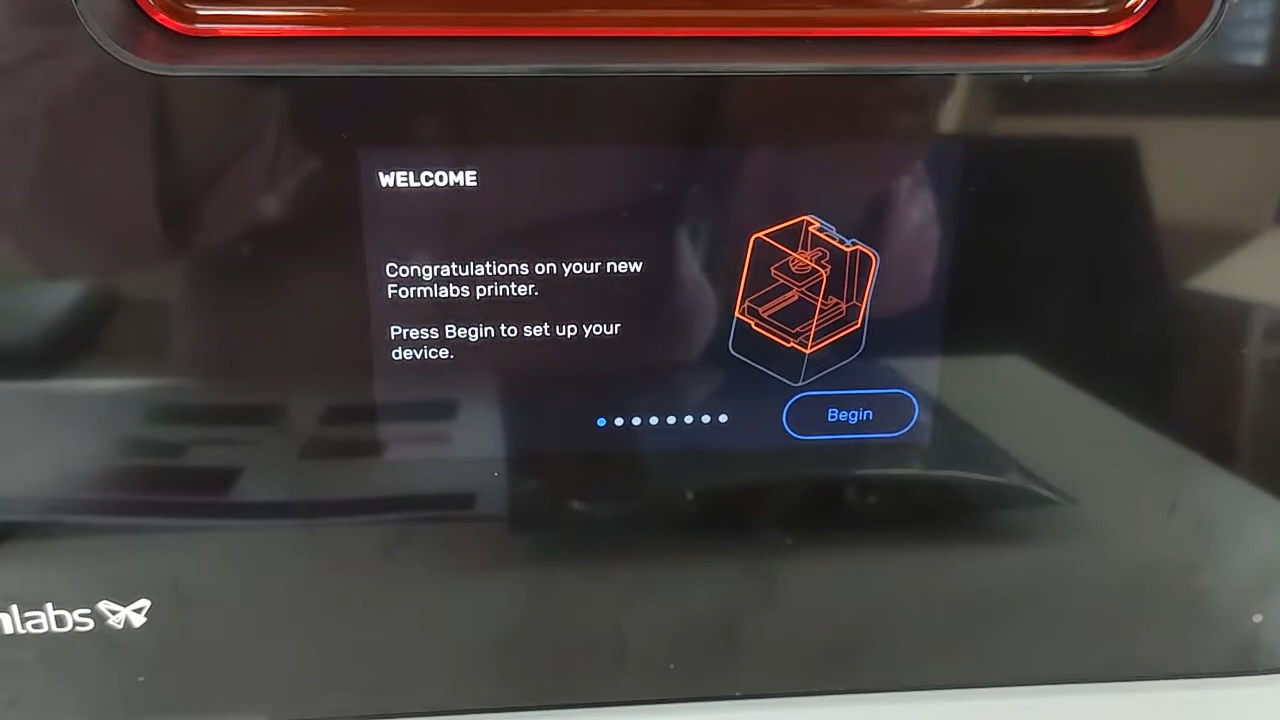 WELCOME
Congratulations on your new
Formlabs printer.
Press Begin to set up your
device.
Begin
labs